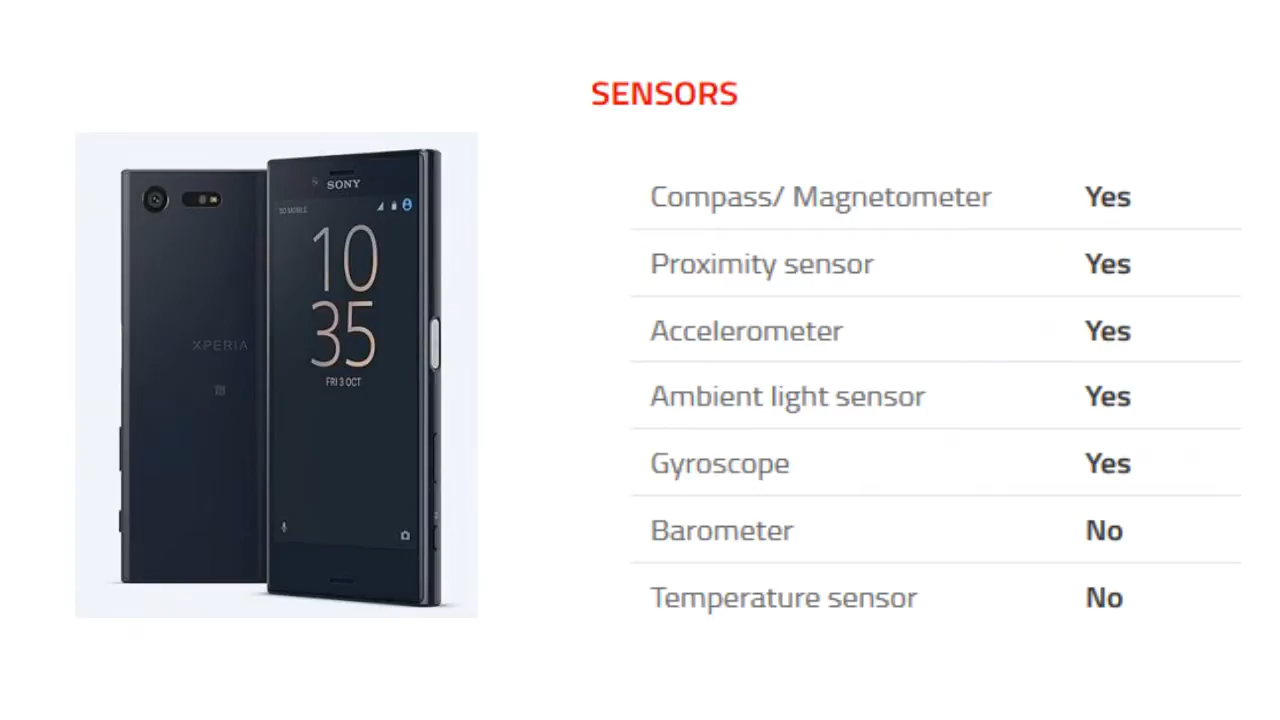 SENSORS
Compass/ Magnetometer Yes
Proximity sensor Yes
Accelerometer Yes
Ambient light sensor Yes
Gyroscope Yes
Barometer No
Temperature sensor No
SONY
10
35
FRI 3 OCT
XPERIA